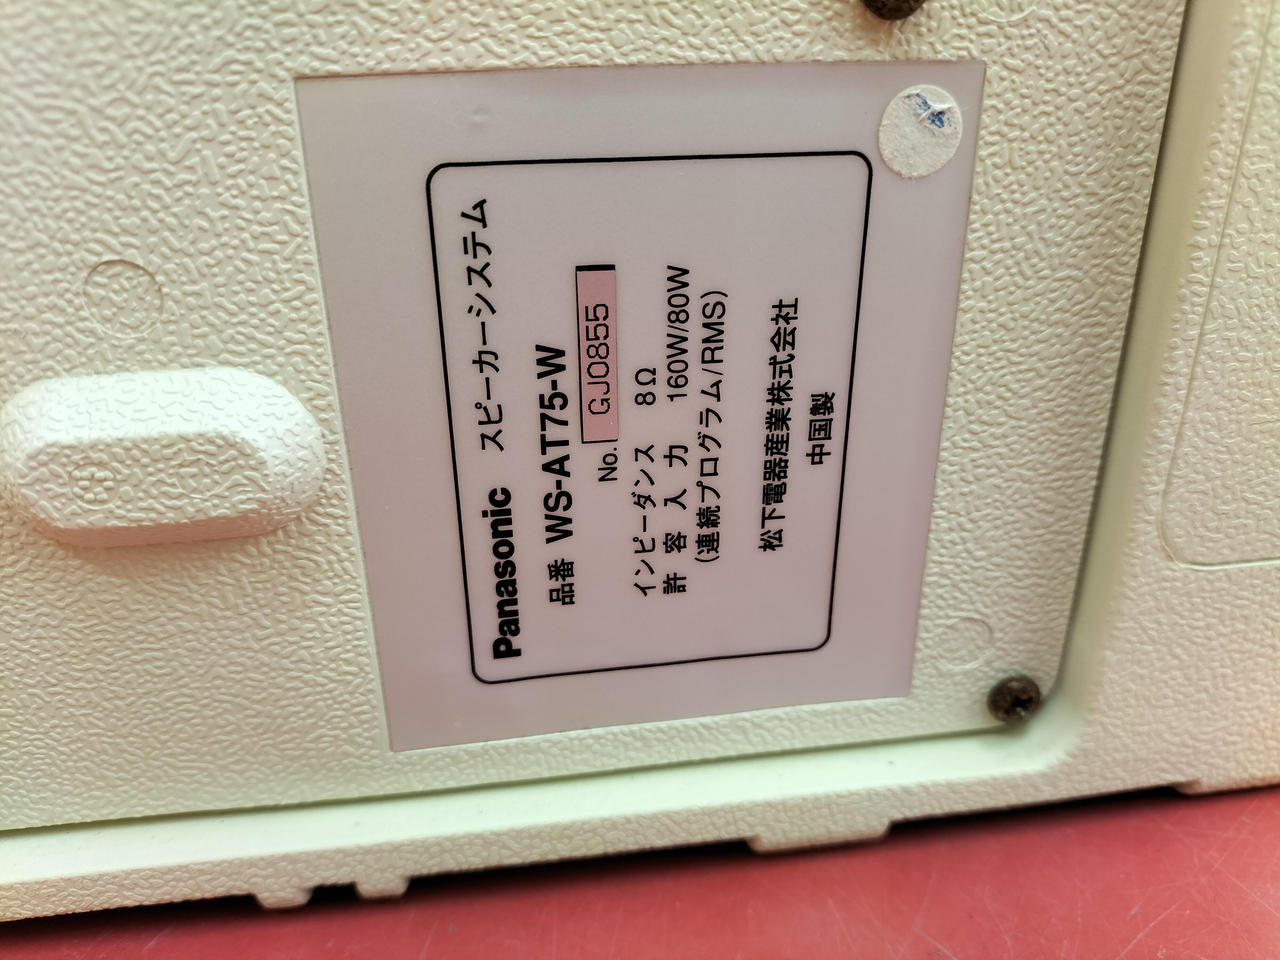 Panasonic スピーカーシステム
品番 WS-AT75-W
No. GJ0855
インピーダンス 8Ω
許容入力 160W/80W
(連続プログラム/RMS)
松下電器産業株式会社
中国製